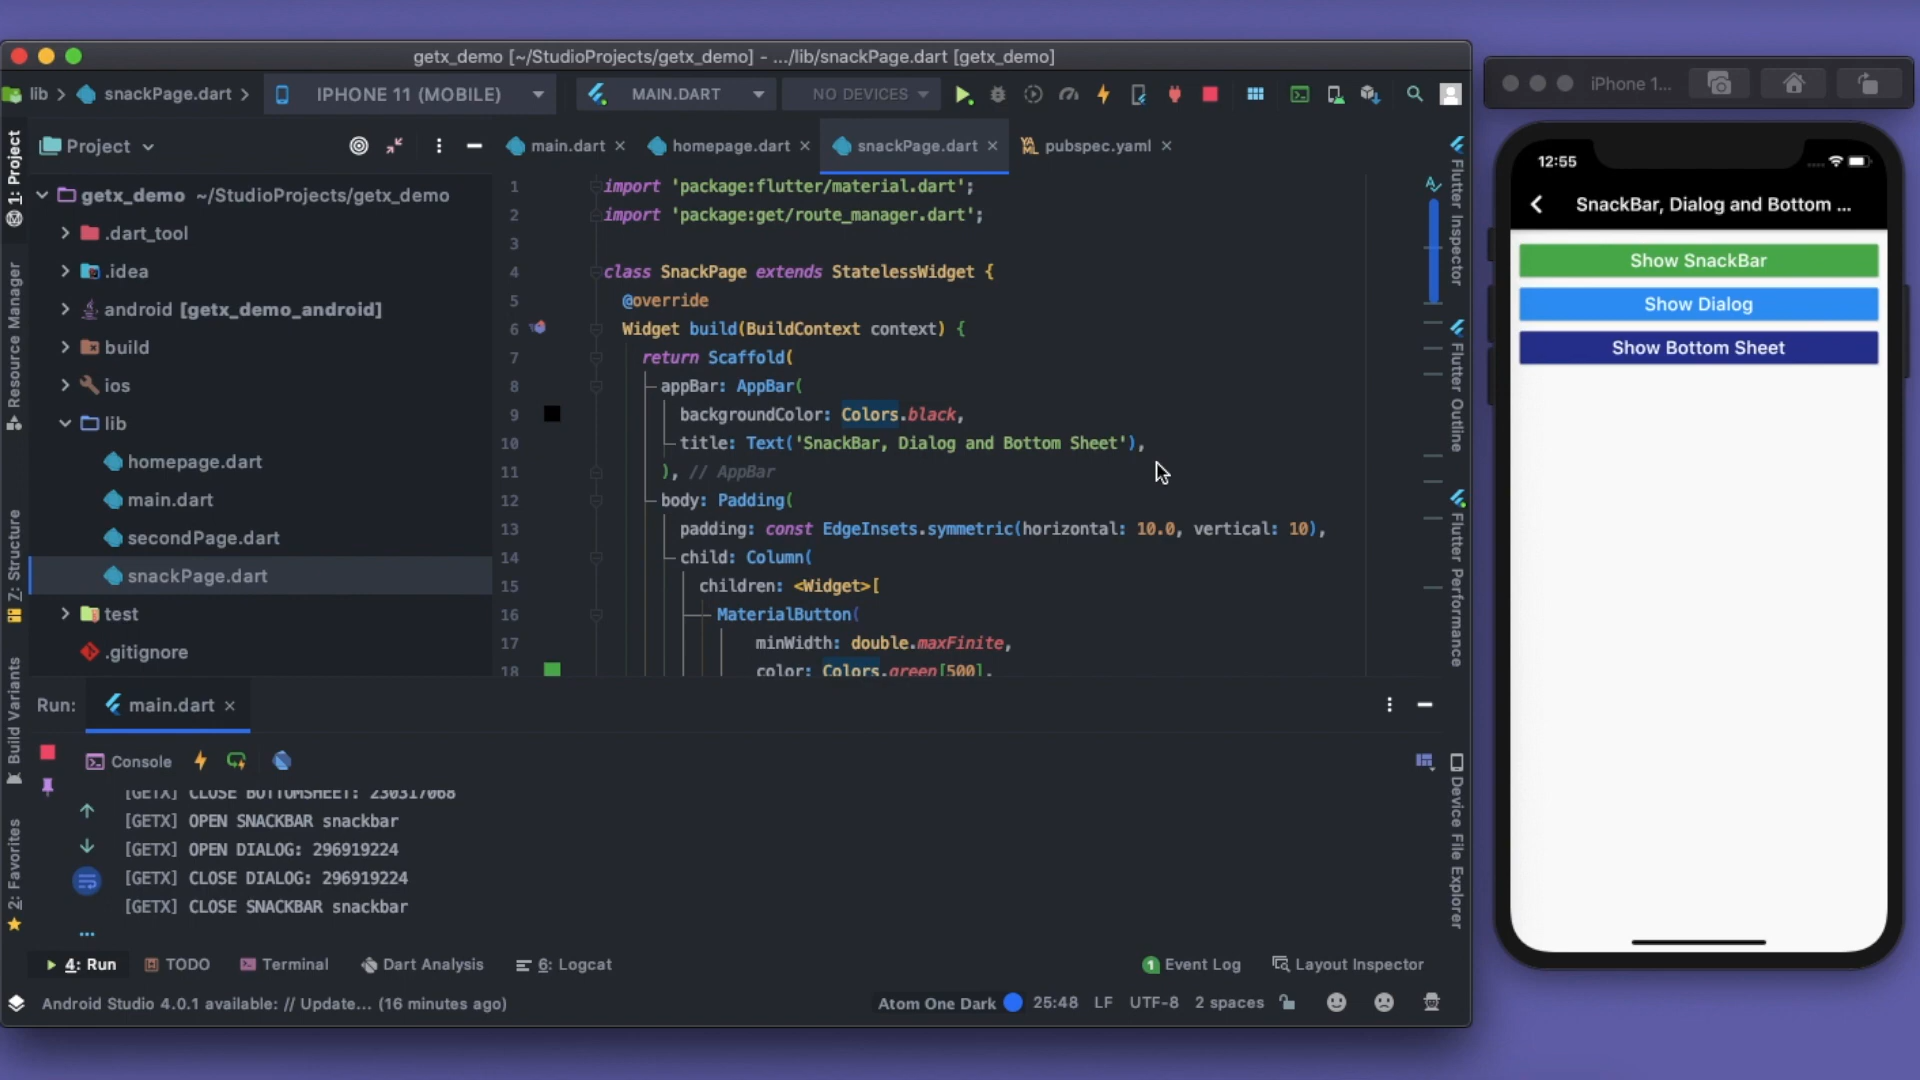 getx_demo [~/StudioProjects/getx_demo] - .../lib/snackPage.dart [getx_demo]
lib
snackPage.dart
IPHONE 11 (MOBILE)
MAIN.DART
NO DEVICES
Project
main.dart
homepage.dart
snackPage.dart
pubspec.yaml
1: Project
Resource Manager
Z: Structure
Build Variants
2: Favorites
getx_demo ~/StudioProjects/getx_demo
.dart_tool
.idea
android [getx_demo_android]
build
ios
lib
homepage.dart
main.dart
secondPage.dart
snackPage.dart
test
.gitignore
1 import 'package:flutter/material.dart';
2 import 'package:get/route_manager.dart';
3
4 class SnackPage extends StatelessWidget {
5 @override
6 Widget build(BuildContext context) {
7 return Scaffold(
8 appBar: AppBar(
9 backgroundColor: Colors.black,
10 title: Text('SnackBar, Dialog and Bottom Sheet'),
11 ), // AppBar
12 body: Padding(
13 padding: const EdgeInsets.symmetric(horizontal: 10.0, vertical: 10),
14 child: Column(
15 children: <Widget>[
16 MaterialButton(
17 minWidth: double.maxFinite,
18 color: Colors.green[500],
Flutter Inspector
Flutter Outline
Flutter Performance
Device File Explorer
Run:
main.dart
Console
[GETX] CLOSE BOTTOMSHEET: 230317068
[GETX] OPEN SNACKBAR snackbar
[GETX] OPEN DIALOG: 296919224
[GETX] CLOSE DIALOG: 296919224
[GETX] CLOSE SNACKBAR snackbar
4: Run
TODO
Terminal
Dart Analysis
6: Logcat
1 Event Log
Layout Inspector
Android Studio 4.0.1 available: // Update... (16 minutes ago)
Atom One Dark
25:48
LF
UTF-8
2 spaces
iPhone 1...
12:55
SnackBar, Dialog and Bottom ...
Show SnackBar
Show Dialog
Show Bottom Sheet